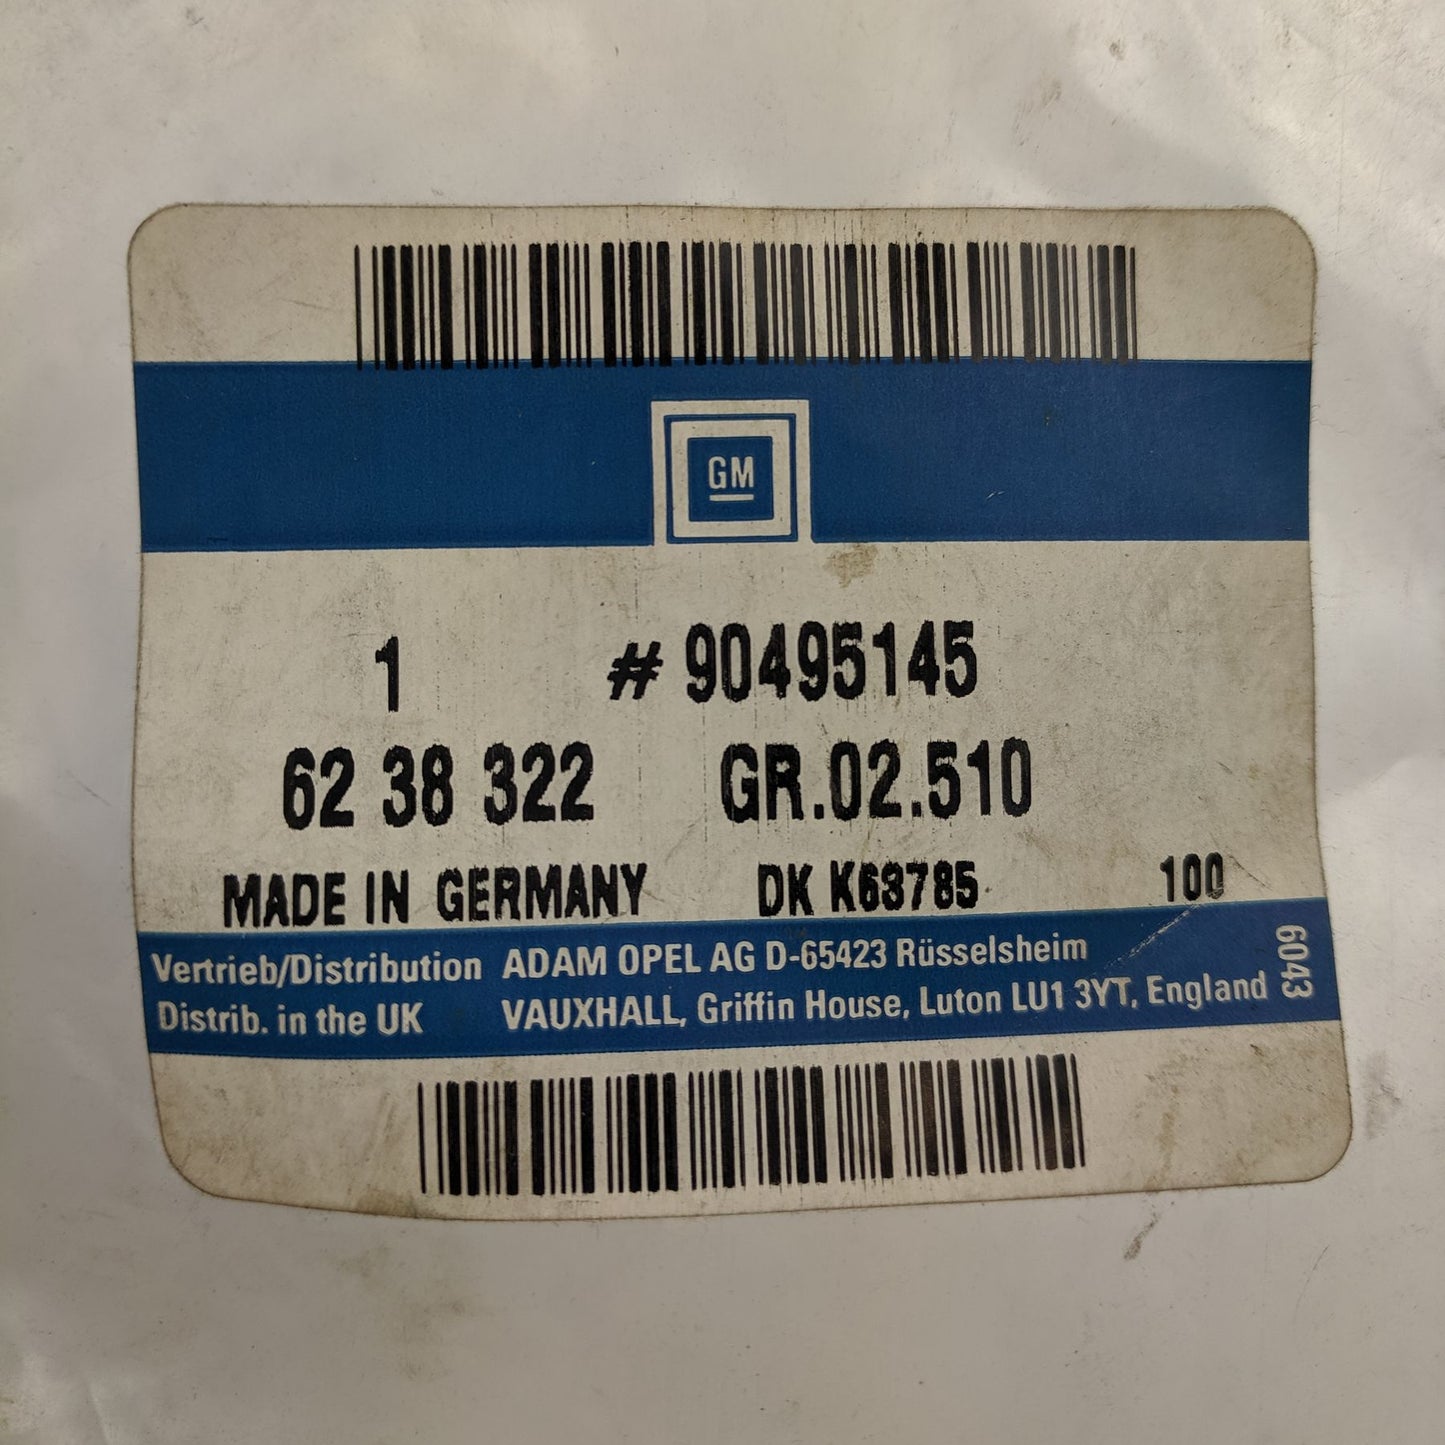 GM
1 # 90495145
62 38 322 GR.02.510
MADE IN GERMANY DK K63785 100
Vertrieb/Distribution ADAM OPEL AG D-65423 Rüsselsheim
Distrib. in the UK VAUXHALL, Griffin House, Luton LU1 3YT, England
6043